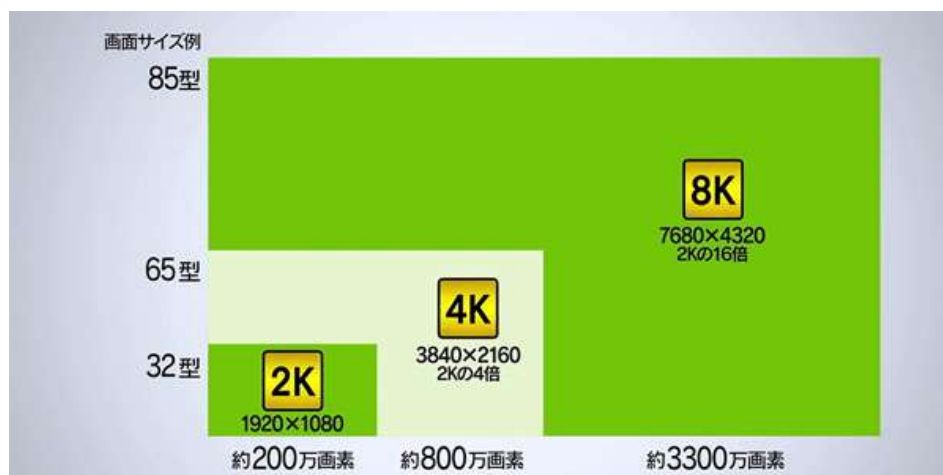 画面サイズ例
85型
8K
7680×4320
2Kの16倍
65型
4K
3840×2160
2Kの4倍
32型
2K
1920×1080
約200万画素
約800万画素
約3300万画素